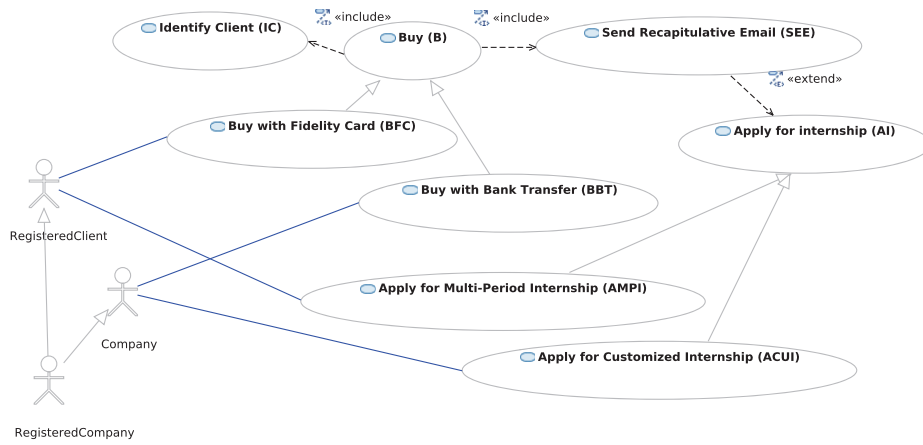 «include»
«include»
Identify Client (IC)
Buy (B)
Send Recapitulative Email (SEE)
«extend»
Buy with Fidelity Card (BFC)
Apply for internship (AI)
Buy with Bank Transfer (BBT)
RegisteredClient
Apply for Multi-Period Internship (AMPI)
Company
Apply for Customized Internship (ACUI)
RegisteredCompany